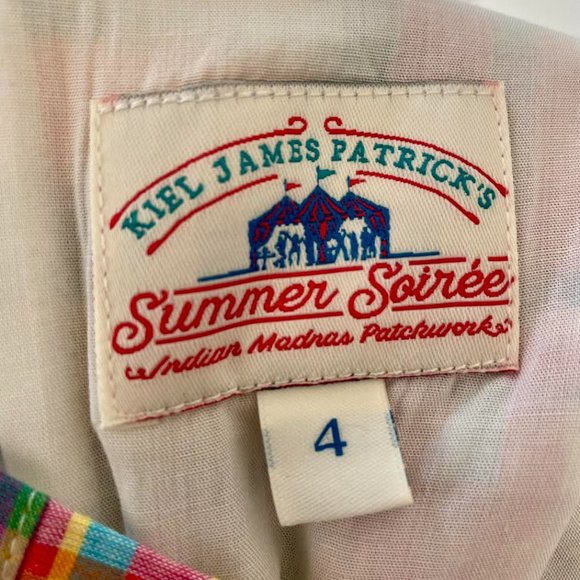 KIEL JAMES PATRICK'S
Summer Soirée
Indian Madras Patchwork
4